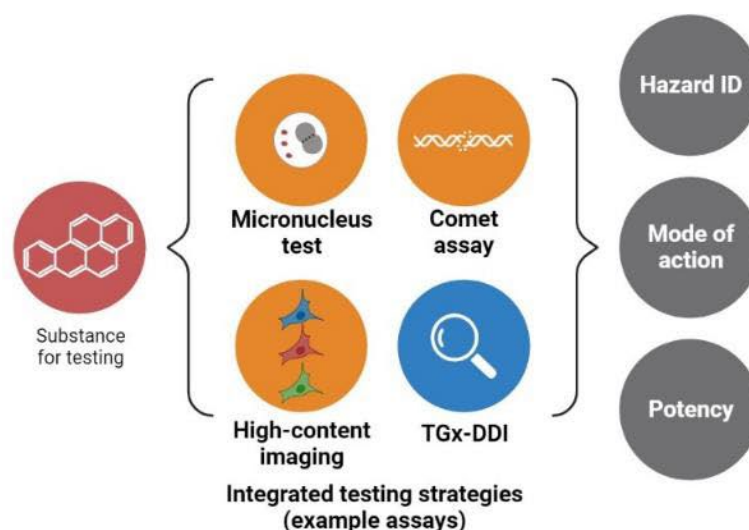 Substance
for testing
Micronucleus
test
Comet
assay
High-content
imaging
TGx-DDI
Integrated testing strategies
(example assays)
Hazard ID
Mode of
action
Potency